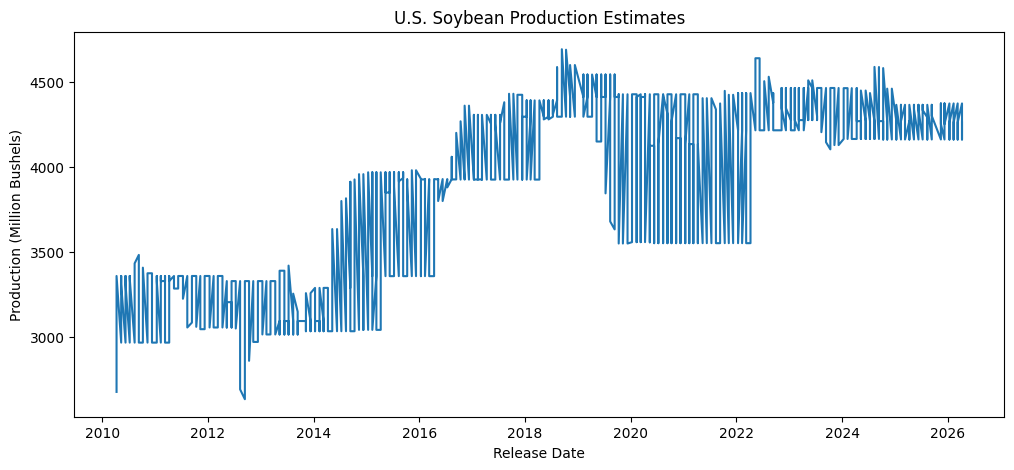 U.S. Soybean Production Estimates
Production (Million Bushels)
4500
4000
3500
3000
2010 2012 2014 2016 2018 2020 2022 2024 2026
Release Date